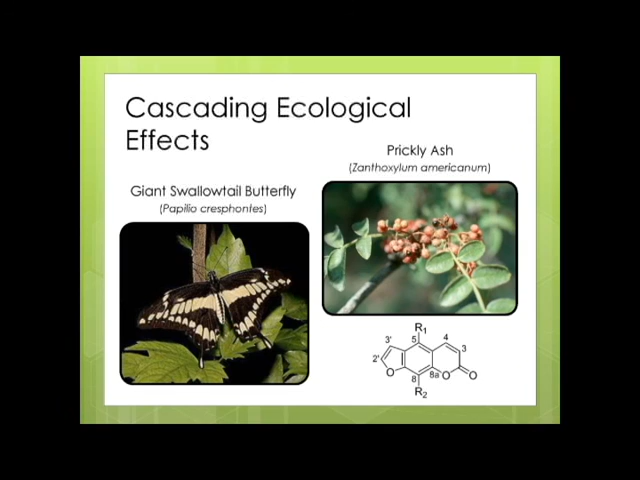 Cascading Ecological
Effects
Prickly Ash
(Zanthoxylum americanum)
Giant Swallowtail Butterfly
(Papilio cresphontes)
R1
3'
5
4
3
2'
O
8
8a
O
O
R2